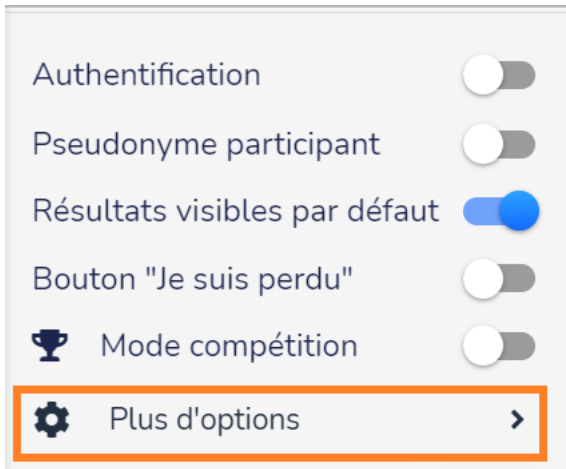 Authentification
Pseudonyme participant
Résultats visibles par défaut
Bouton "Je suis perdu"
Mode compétition
Plus d'options